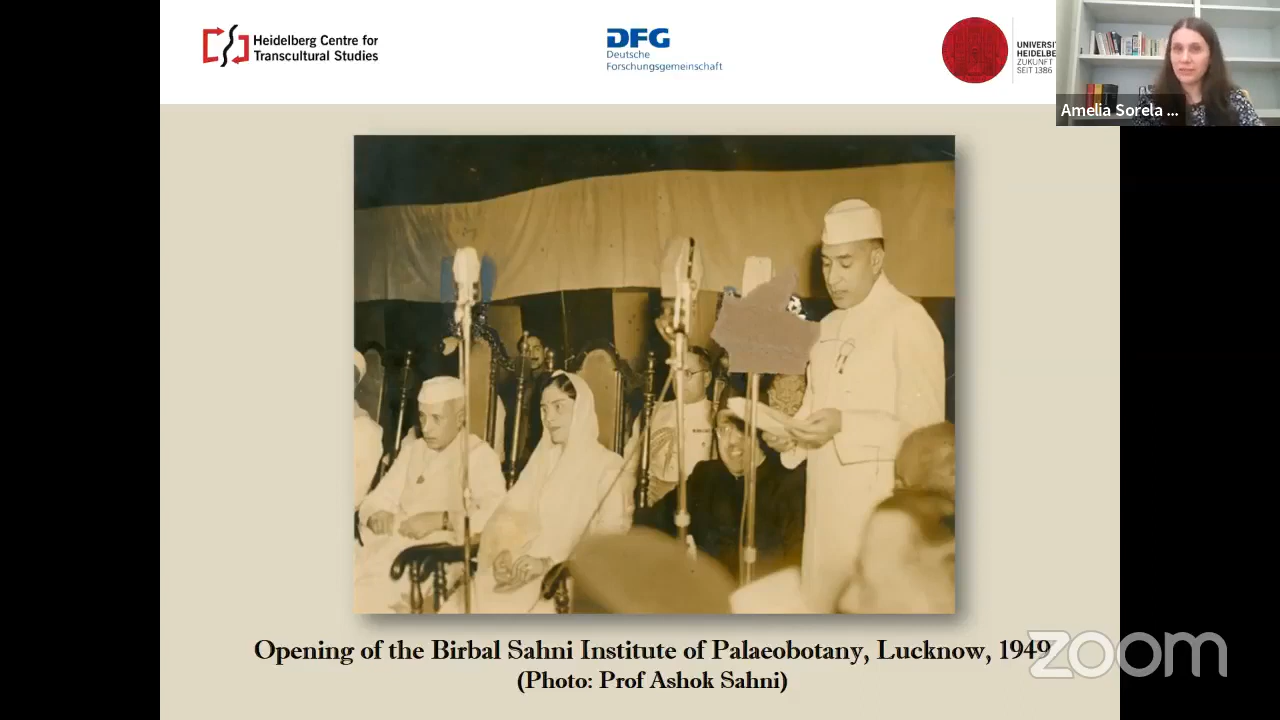 Heidelberg Centre for
Transcultural Studies
DFG
Deutsche
Forschungsgemeinschaft
UNIVERSIT
HEIDELBE
ZUKUNFT
SEIT 1386
Amelia Sorela ...
Opening of the Birbal Sahni Institute of Palaeobotany, Lucknow, 1949
(Photo: Prof Ashok Sahni)
zoom